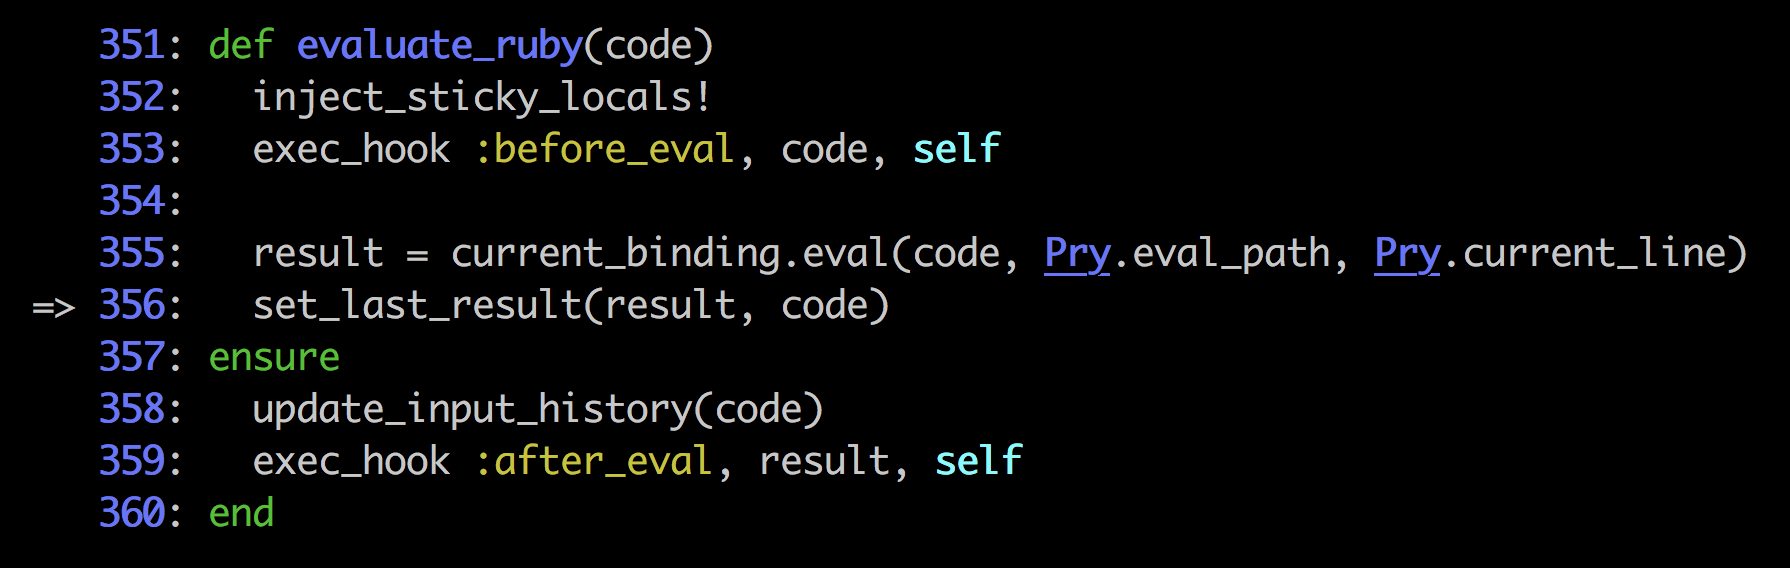 351: def evaluate_ruby(code)
352:   inject_sticky_locals!
353:   exec_hook :before_eval, code, self
354:
355:   result = current_binding.eval(code, Pry.eval_path, Pry.current_line)
=> 356:   set_last_result(result, code)
357: ensure
358:   update_input_history(code)
359:   exec_hook :after_eval, result, self
360: end